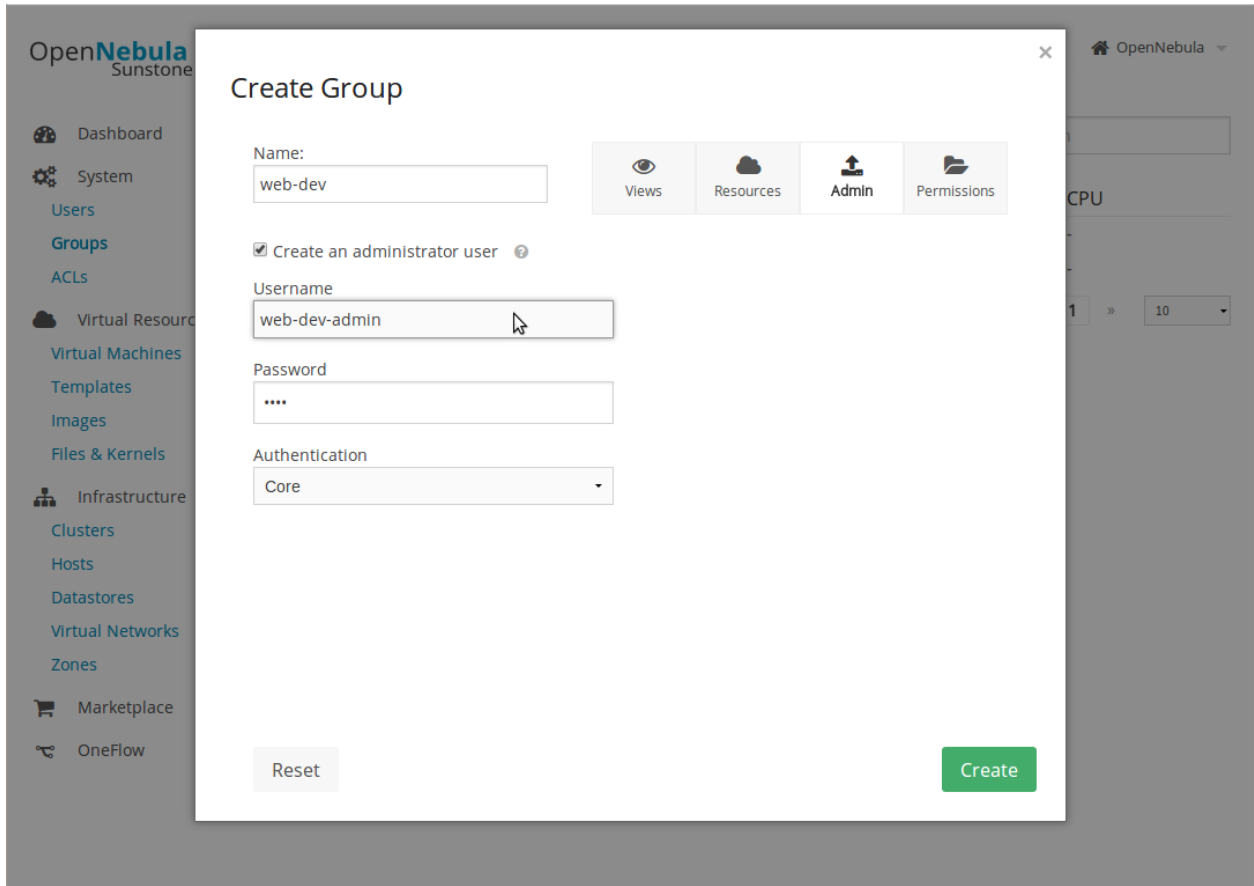 OpenNebula
Sunstone
OpenNebula
Dashboard
System
Users
Groups
ACLs
Virtual Resourc
Virtual Machines
Templates
Images
Files & Kernels
Infrastructure
Clusters
Hosts
Datastores
Virtual Networks
Zones
Marketplace
OneFlow
×
Create Group
Name:
web-dev
Views
Resources
Admin
Permissions
Create an administrator user ?
Username
web-dev-admin
Password
••••
Authentication
Core
Reset
Create
CPU
-
-
1 » 10